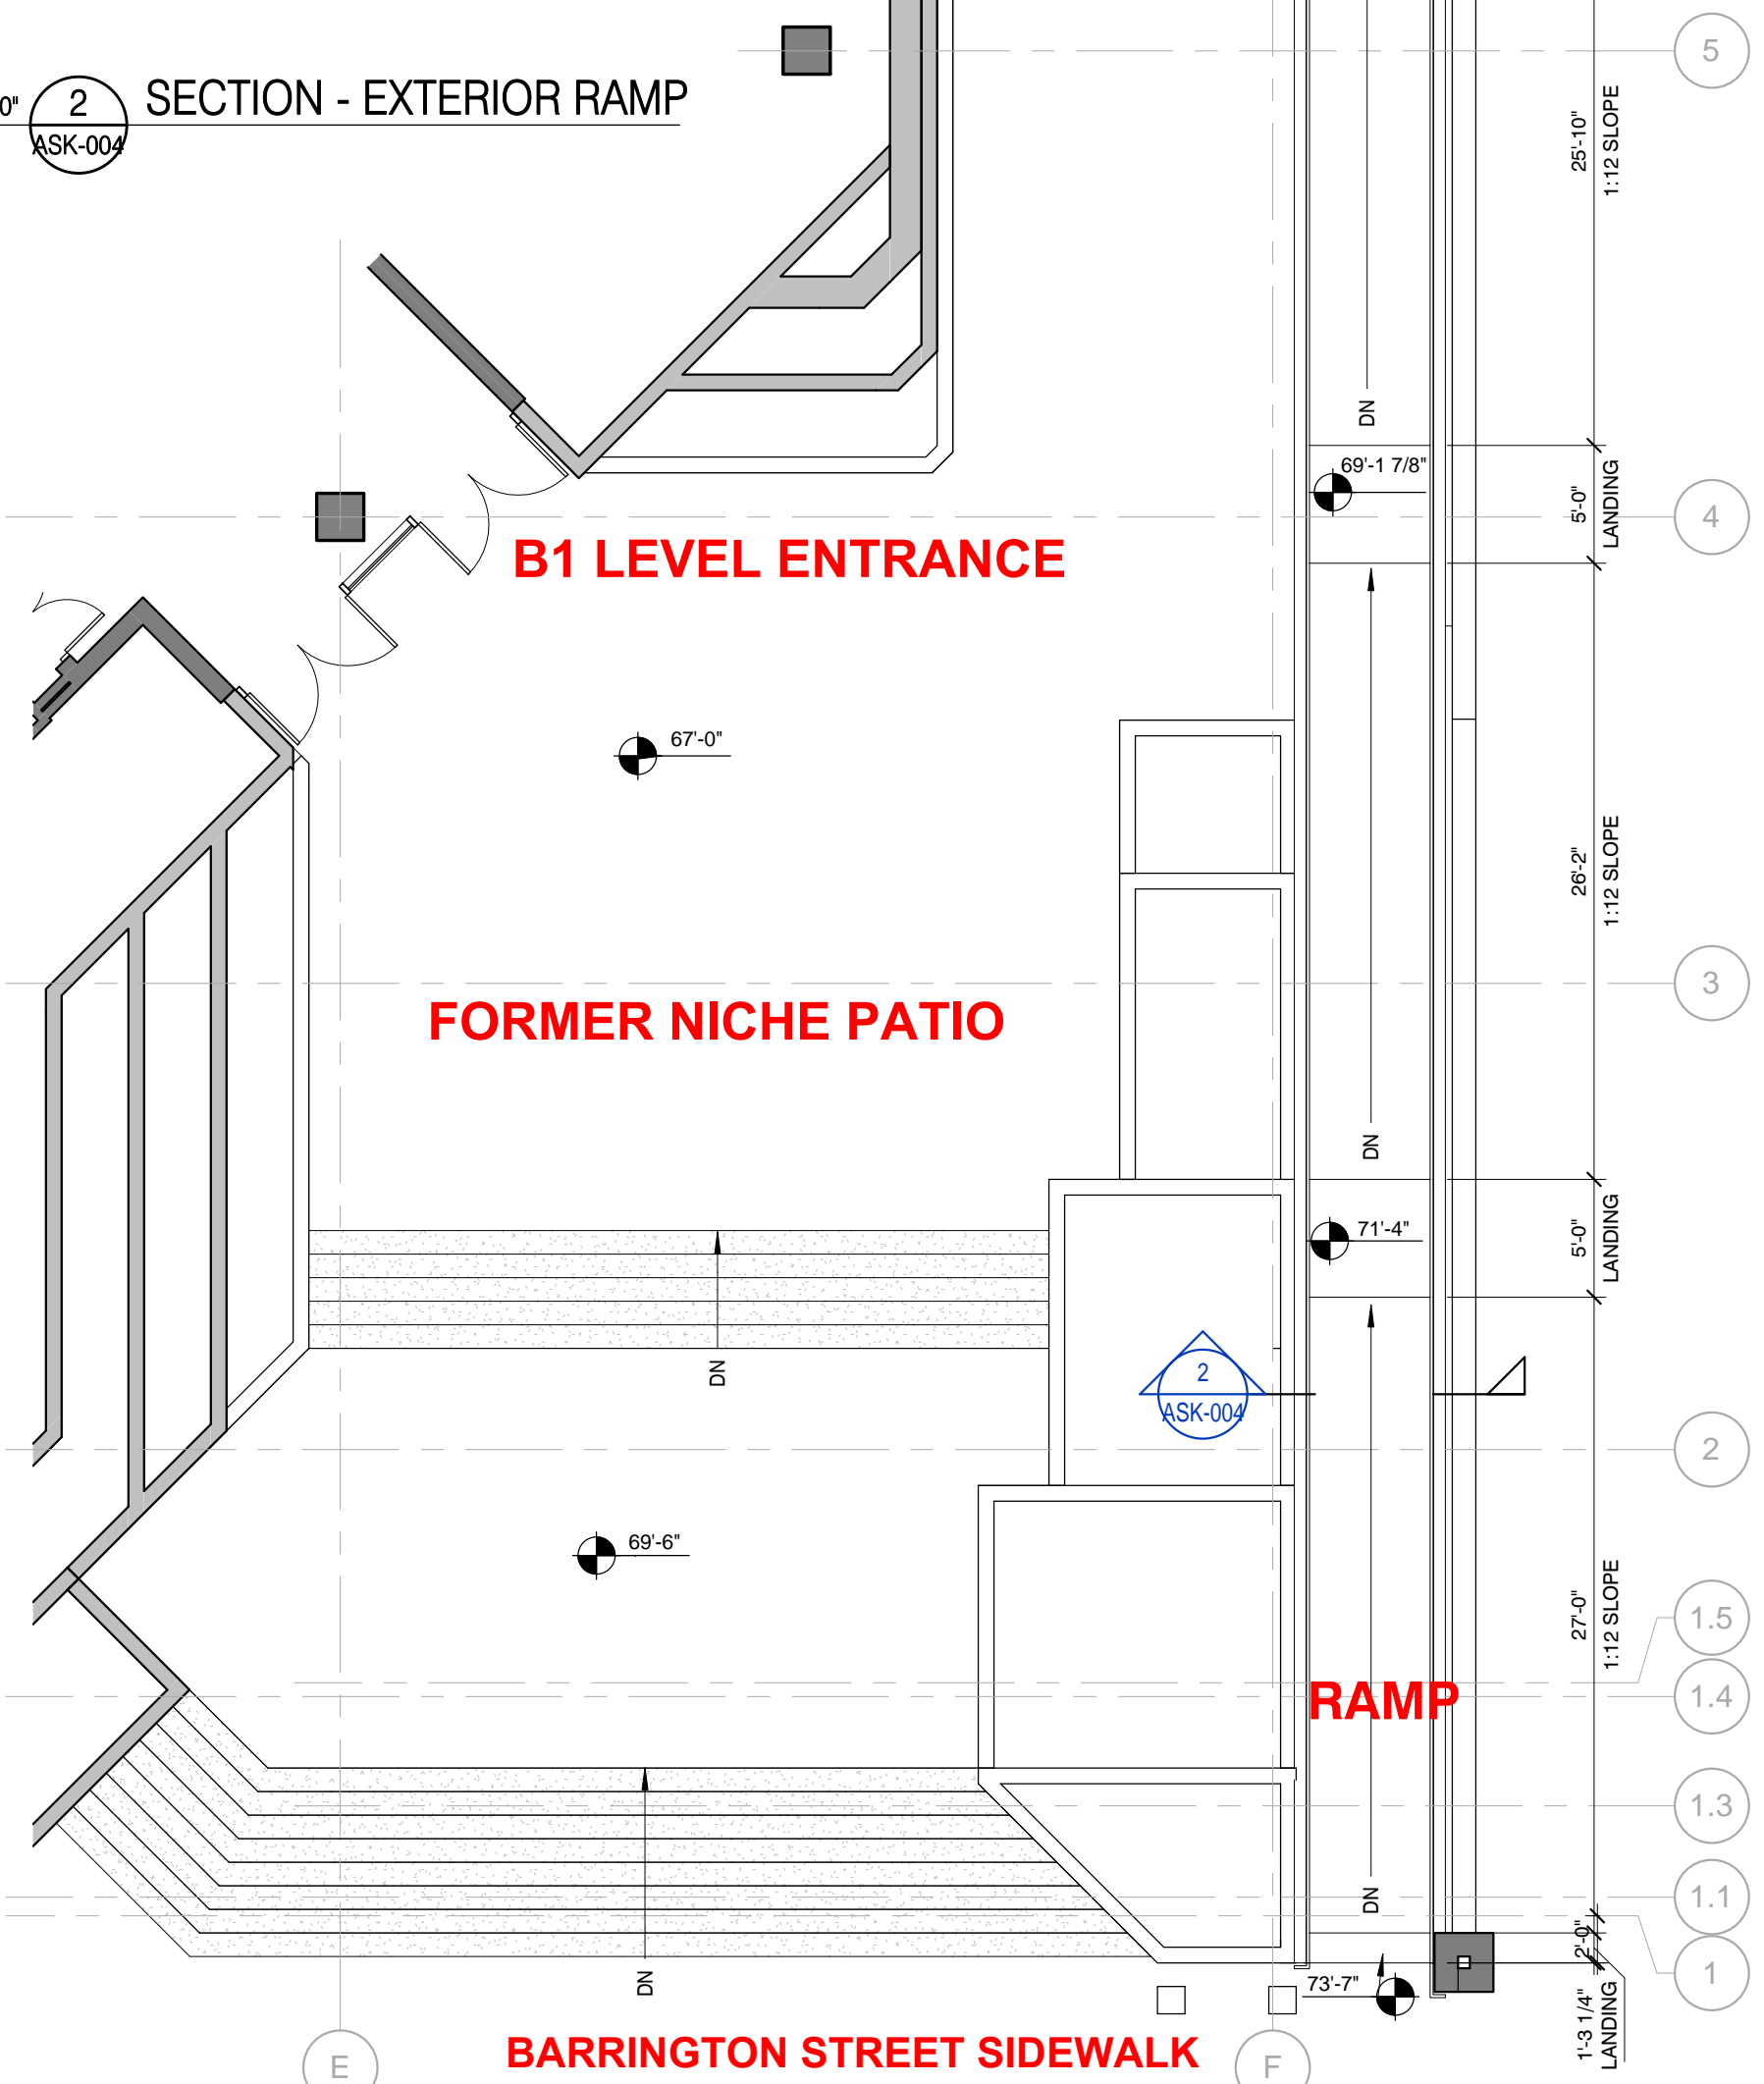 5
0"
2
SECTION - EXTERIOR RAMP
ASK-004
25'-10"
1:12 SLOPE
DN
69'-1 7/8"
5'-0"
LANDING
4
B1 LEVEL ENTRANCE
67'-0"
26'-2"
1:12 SLOPE
3
FORMER NICHE PATIO
DN
71'-4"
5'-0"
LANDING
DN
2
ASK-004
2
69'-6"
27'-0"
1:12 SLOPE
1.5
RAMP
1.4
1.3
DN
1.1
2'-0"
DN
1
73'-7"
1'-3 1/4"
LANDING
BARRINGTON STREET SIDEWALK
E
F